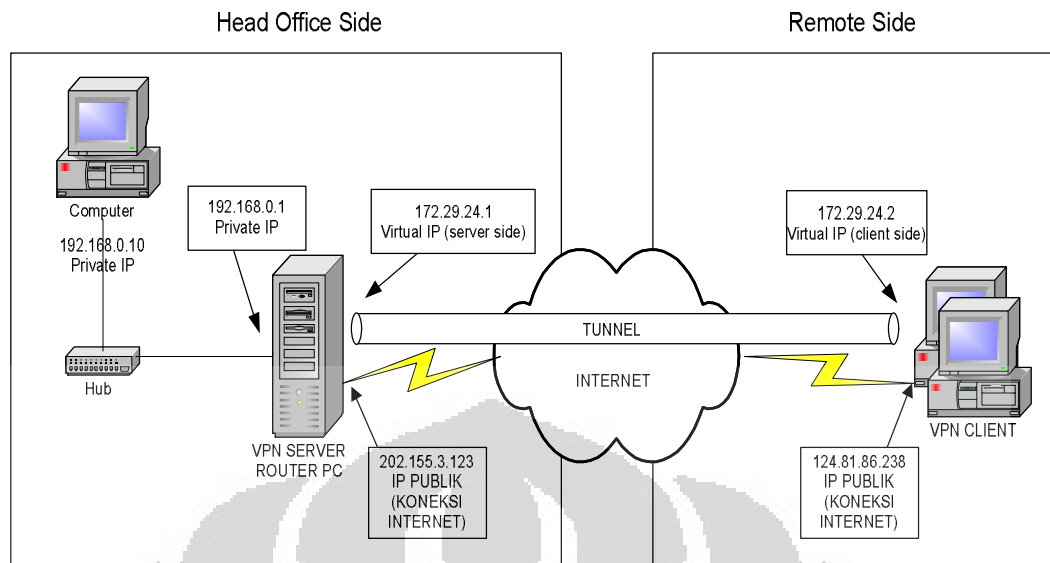 Head Office Side
Remote Side
Computer
192.168.0.10
Private IP
192.168.0.1
Private IP
172.29.24.1
Virtual IP (server side)
172.29.24.2
Virtual IP (client side)
TUNNEL
INTERNET
Hub
VPN SERVER
ROUTER PC
VPN CLIENT
202.155.3.123
IP PUBLIK
(KONEKSI
INTERNET)
124.81.86.238
IP PUBLIK
(KONEKSI
INTERNET)